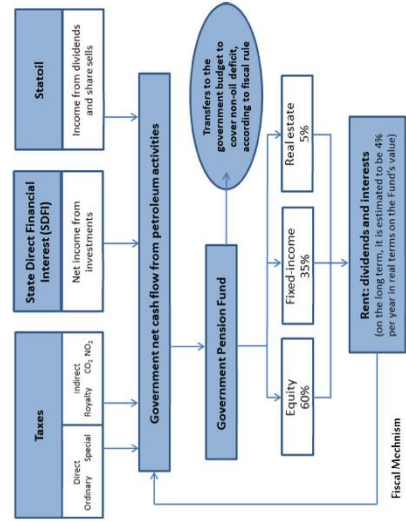 Taxes
Direct
Ordinary Special
Indirect
Royalty CO₂ NO₂
State Direct Financial
Interest (SDFI)
Net income from
investments
Statoil
Income from dividends
and share sells
Government net cash flow from petroleum activities
Government Pension Fund
Transfers to the
government budget to
cover non-oil deficit,
according to fiscal rule
Equity
60%
Fixed-income
35%
Real estate
5%
Rent: dividends and interests
(on the long term, it is estimated to be 4%
per year in real terms on the Fund's value)
Fiscal Mechnism